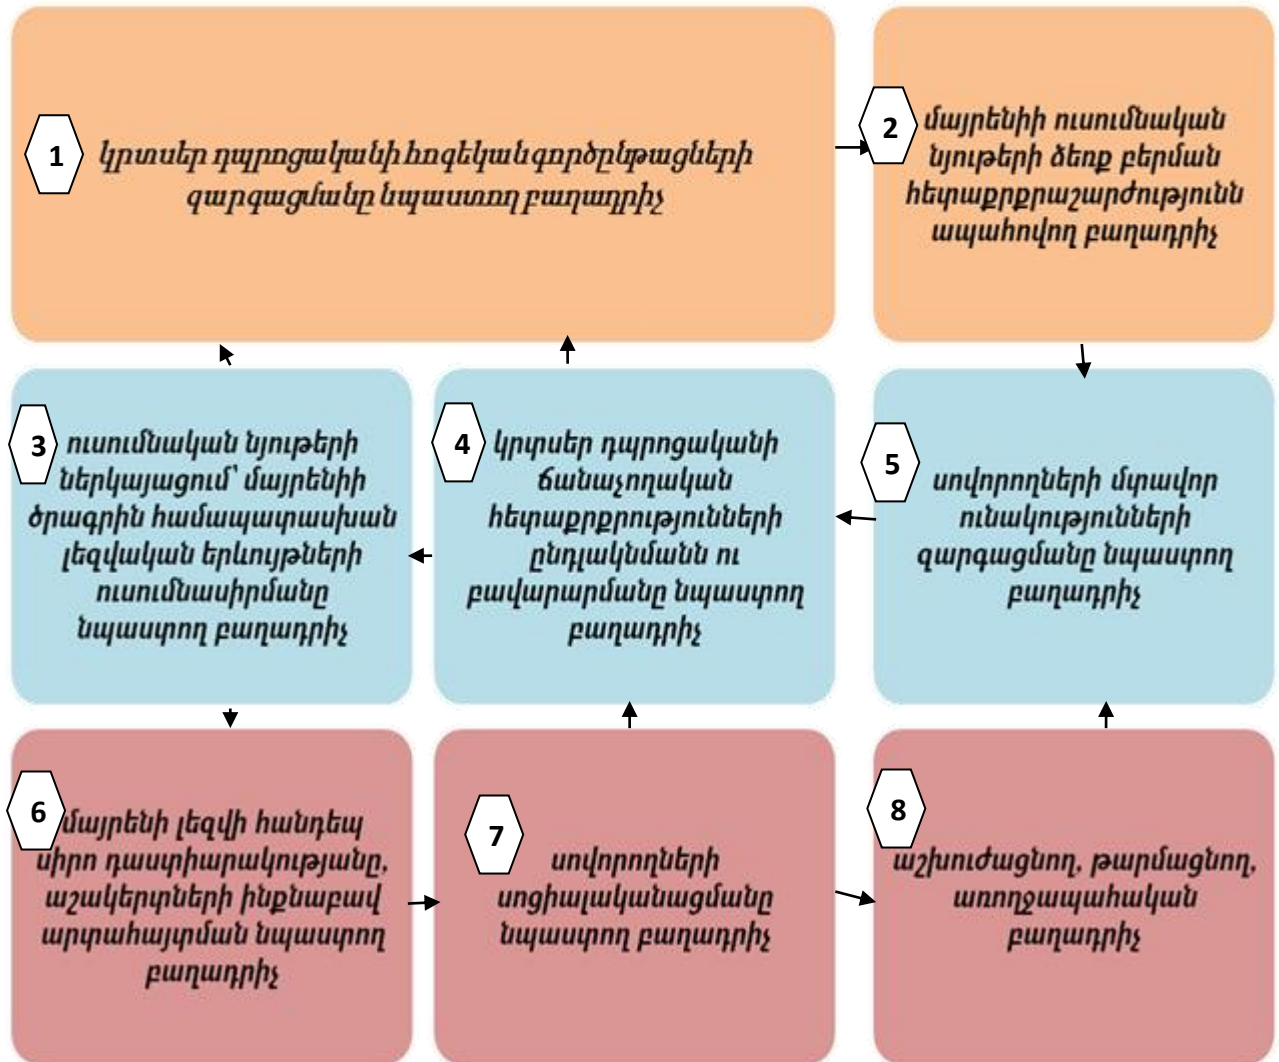 1
կրտսեր դպրոցականի հոգեկան գործընթացների
զարգացմանը նպաստող բաղադրիչ
2
մայրենիի ուսումնական
նյութերի ձեռք բերման
հետաքրքրաշարժությունն
ապահովող բաղադրիչ
3
ուսումնական նյութերի
ներկայացում՝ մայրենիի
ծրագրին համապատասխան
լեզվական երևույթների
ուսումնասիրմանը
նպաստող բաղադրիչ
4
կրտսեր դպրոցականի
ճանաչողական
հետաքրքրությունների
ընդլակնմանն ու
բավարարմանը նպաստող
բաղադրիչ
5
սովորողների մտավոր
ունակությունների
զարգացմանը նպաստող
բաղադրիչ
6
մայրենի լեզվի հանդեպ
սիրո դաստիարակությանը,
աշակերտների ինքնաբավ
արտահայտման նպաստող
բաղադրիչ
7
սովորողների
սոցիալականացմանը
նպաստող բաղադրիչ
8
աշխուժացնող, թարմացնող,
առողջապահական
բաղադրիչ